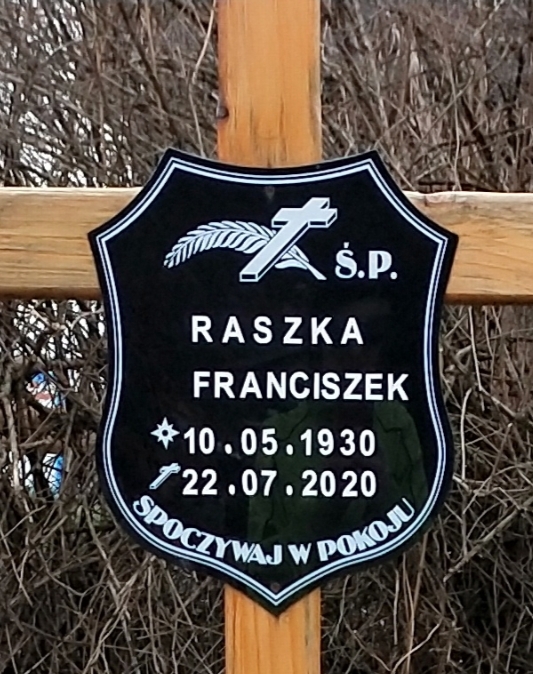 Ś.P.
RASZKA
FRANCISZEK
10.05.1930
22.07.2020
SPOCZYWAJ W POKOJU